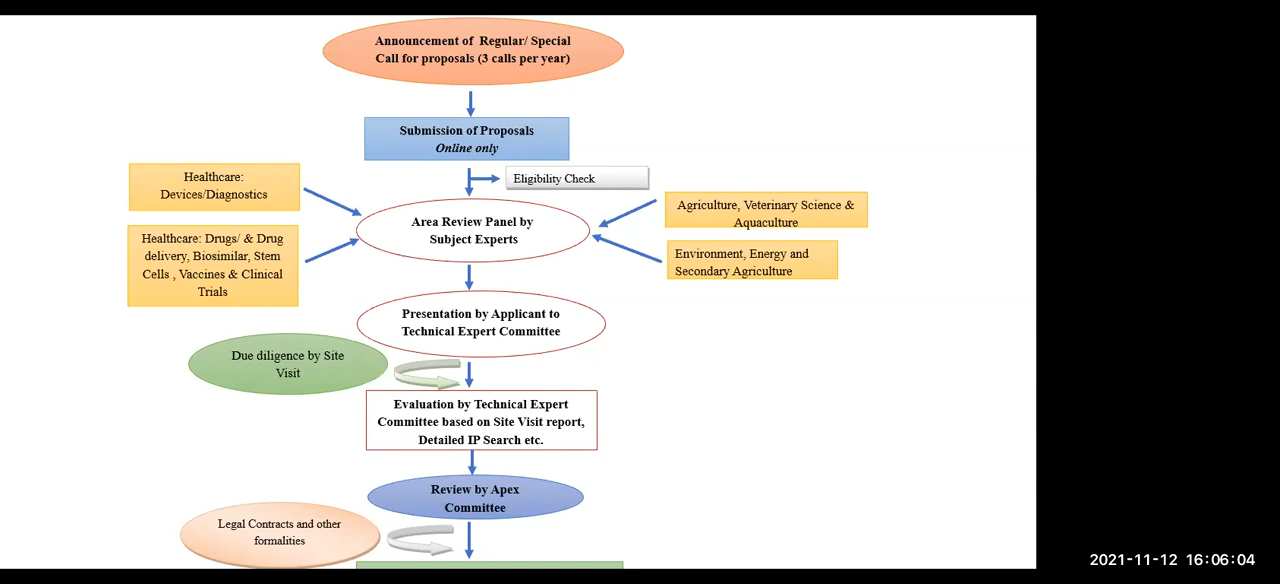 Announcement of Regular/ Special
Call for proposals (3 calls per year)
Submission of Proposals
Online only
Eligibility Check
Healthcare:
Devices/Diagnostics
Healthcare: Drugs/ & Drug
delivery, Biosimilar, Stem
Cells , Vaccines & Clinical
Trials
Area Review Panel by
Subject Experts
Agriculture, Veterinary Science &
Aquaculture
Environment, Energy and
Secondary Agriculture
Presentation by Applicant to
Technical Expert Committee
Due diligence by Site
Visit
Evaluation by Technical Expert
Committee based on Site Visit report,
Detailed IP Search etc.
Review by Apex
Committee
Legal Contracts and other
formalities
2021-11-12 16:06:04